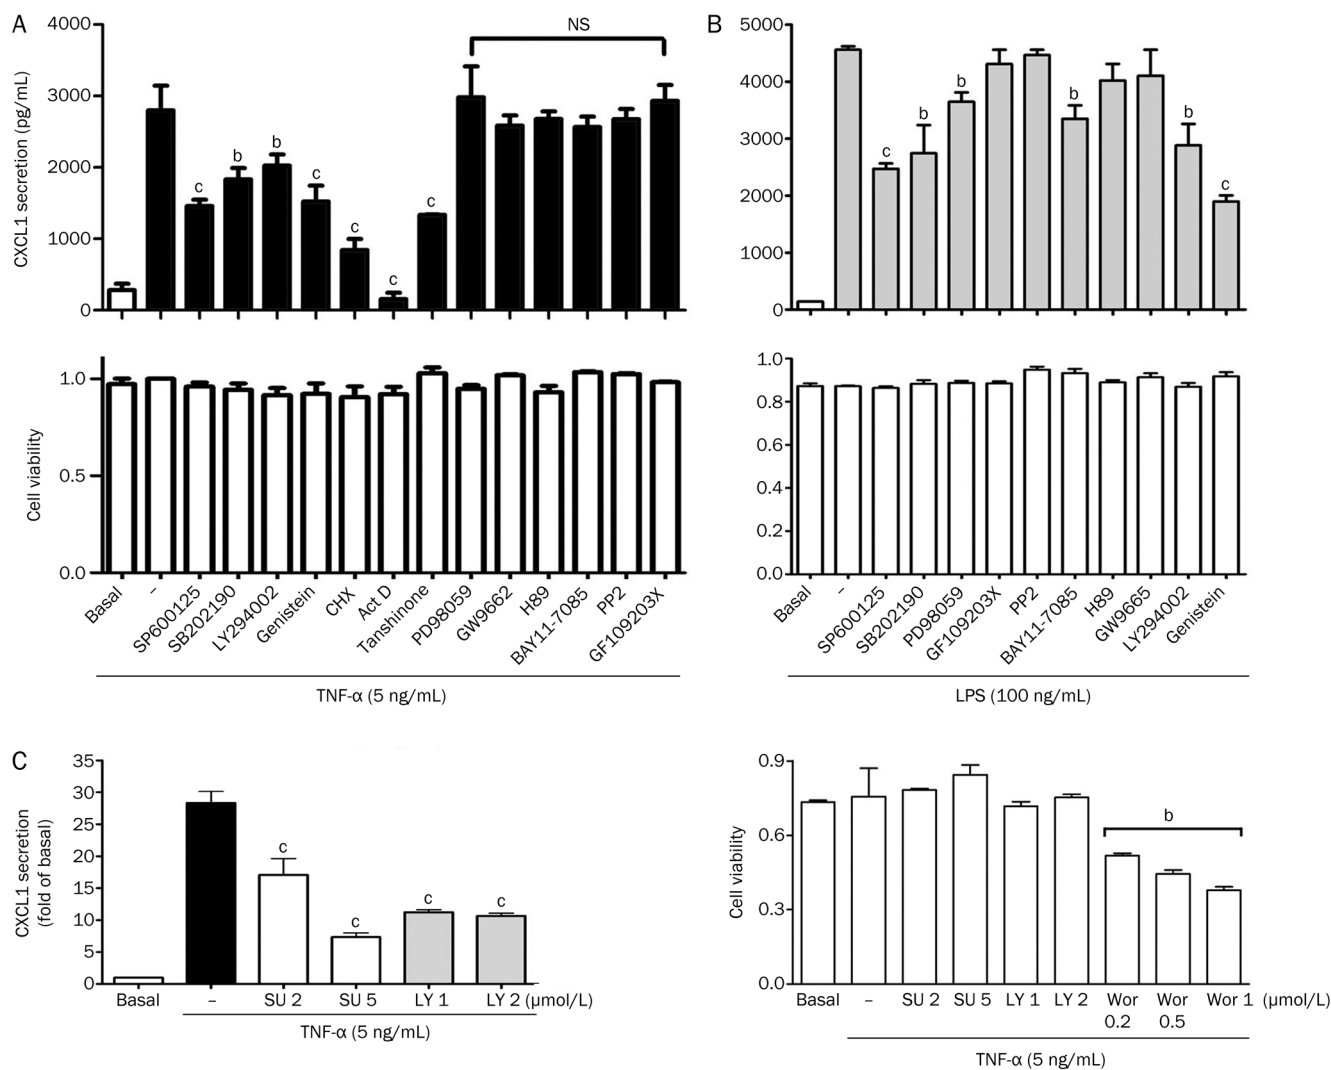 A
4000
3000
2000
1000
0
CXCL1 secretion (pg/mL)
NS
c
b
b
c
c
c
c
1.0
0.5
0.0
Cell viability
Basal
–
SP600125
SB202190
LY294002
Genistein
CHX
Act D
Tanshinone
PD98059
GW9662
H89
BAY11-7085
PP2
GF109203X
TNF-α (5 ng/mL)
B
5000
4000
3000
2000
1000
0
CXCL1 secretion (pg/mL)
c
b
b
b
b
c
1.0
0.8
0.6
0.4
0.2
0.0
Cell viability
Basal
–
SP600125
SB202190
PD98059
GF109203X
PP2
BAY11-7085
H89
GW9665
LY294002
Genistein
LPS (100 ng/mL)
C
35
30
25
20
15
10
5
0
CXCL1 secretion
(fold of basal)
c
c
c
c
Basal
–
SU 2
SU 5
LY 1
LY 2 (μmol/L)
TNF-α (5 ng/mL)
0.9
0.6
0.3
0.0
Cell viability
b
Basal
–
SU 2
SU 5
LY 1
LY 2
Wor
0.2
Wor
0.5
Wor 1
(μmol/L)
TNF-α (5 ng/mL)